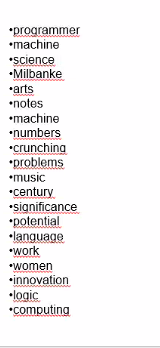 •programmer
•machine
•science
•Milbanke
•arts
•notes
•machine
•numbers
•crunching
•problems
•music
•century
•significance
•potential
•language
•work
•women
•innovation
•logic
•computing